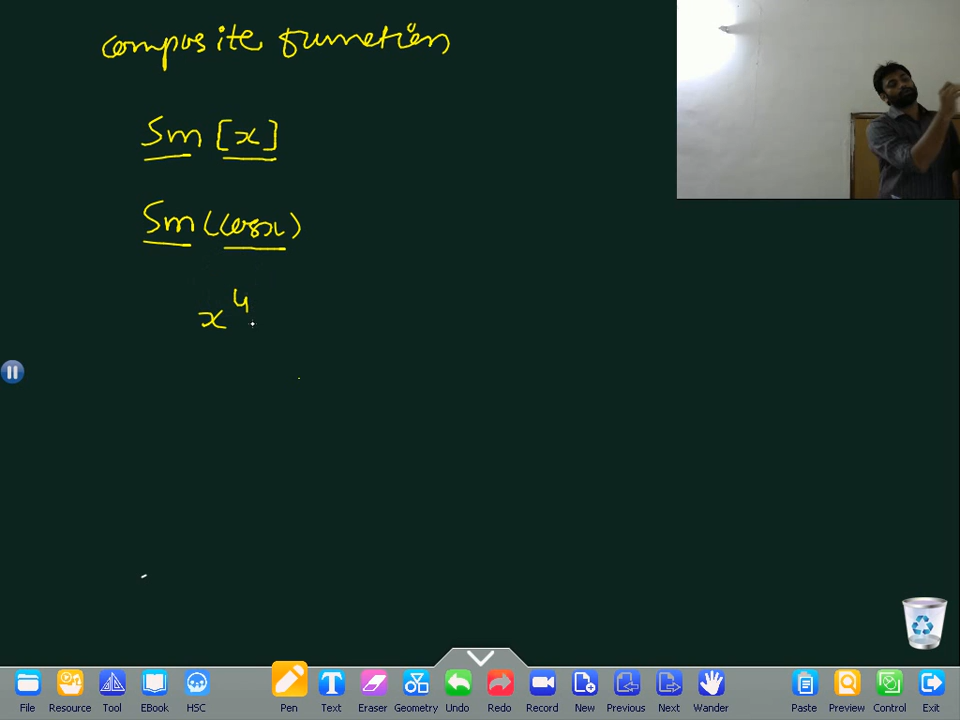 composite function
Sin [x]
Sin (cosx)
x⁴
File Resource Tool EBook HSC Pen Text Eraser Geometry Undo Redo Record New Previous Next Wander Paste Preview Control Exit